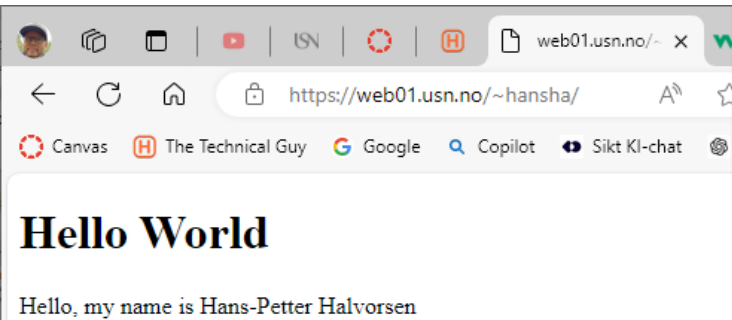 USN
H
web01.usn.no/~
https://web01.usn.no/~hansha/
A
Canvas
H The Technical Guy
G Google
Copilot
Sikt KI-chat
Hello World
Hello, my name is Hans-Petter Halvorsen